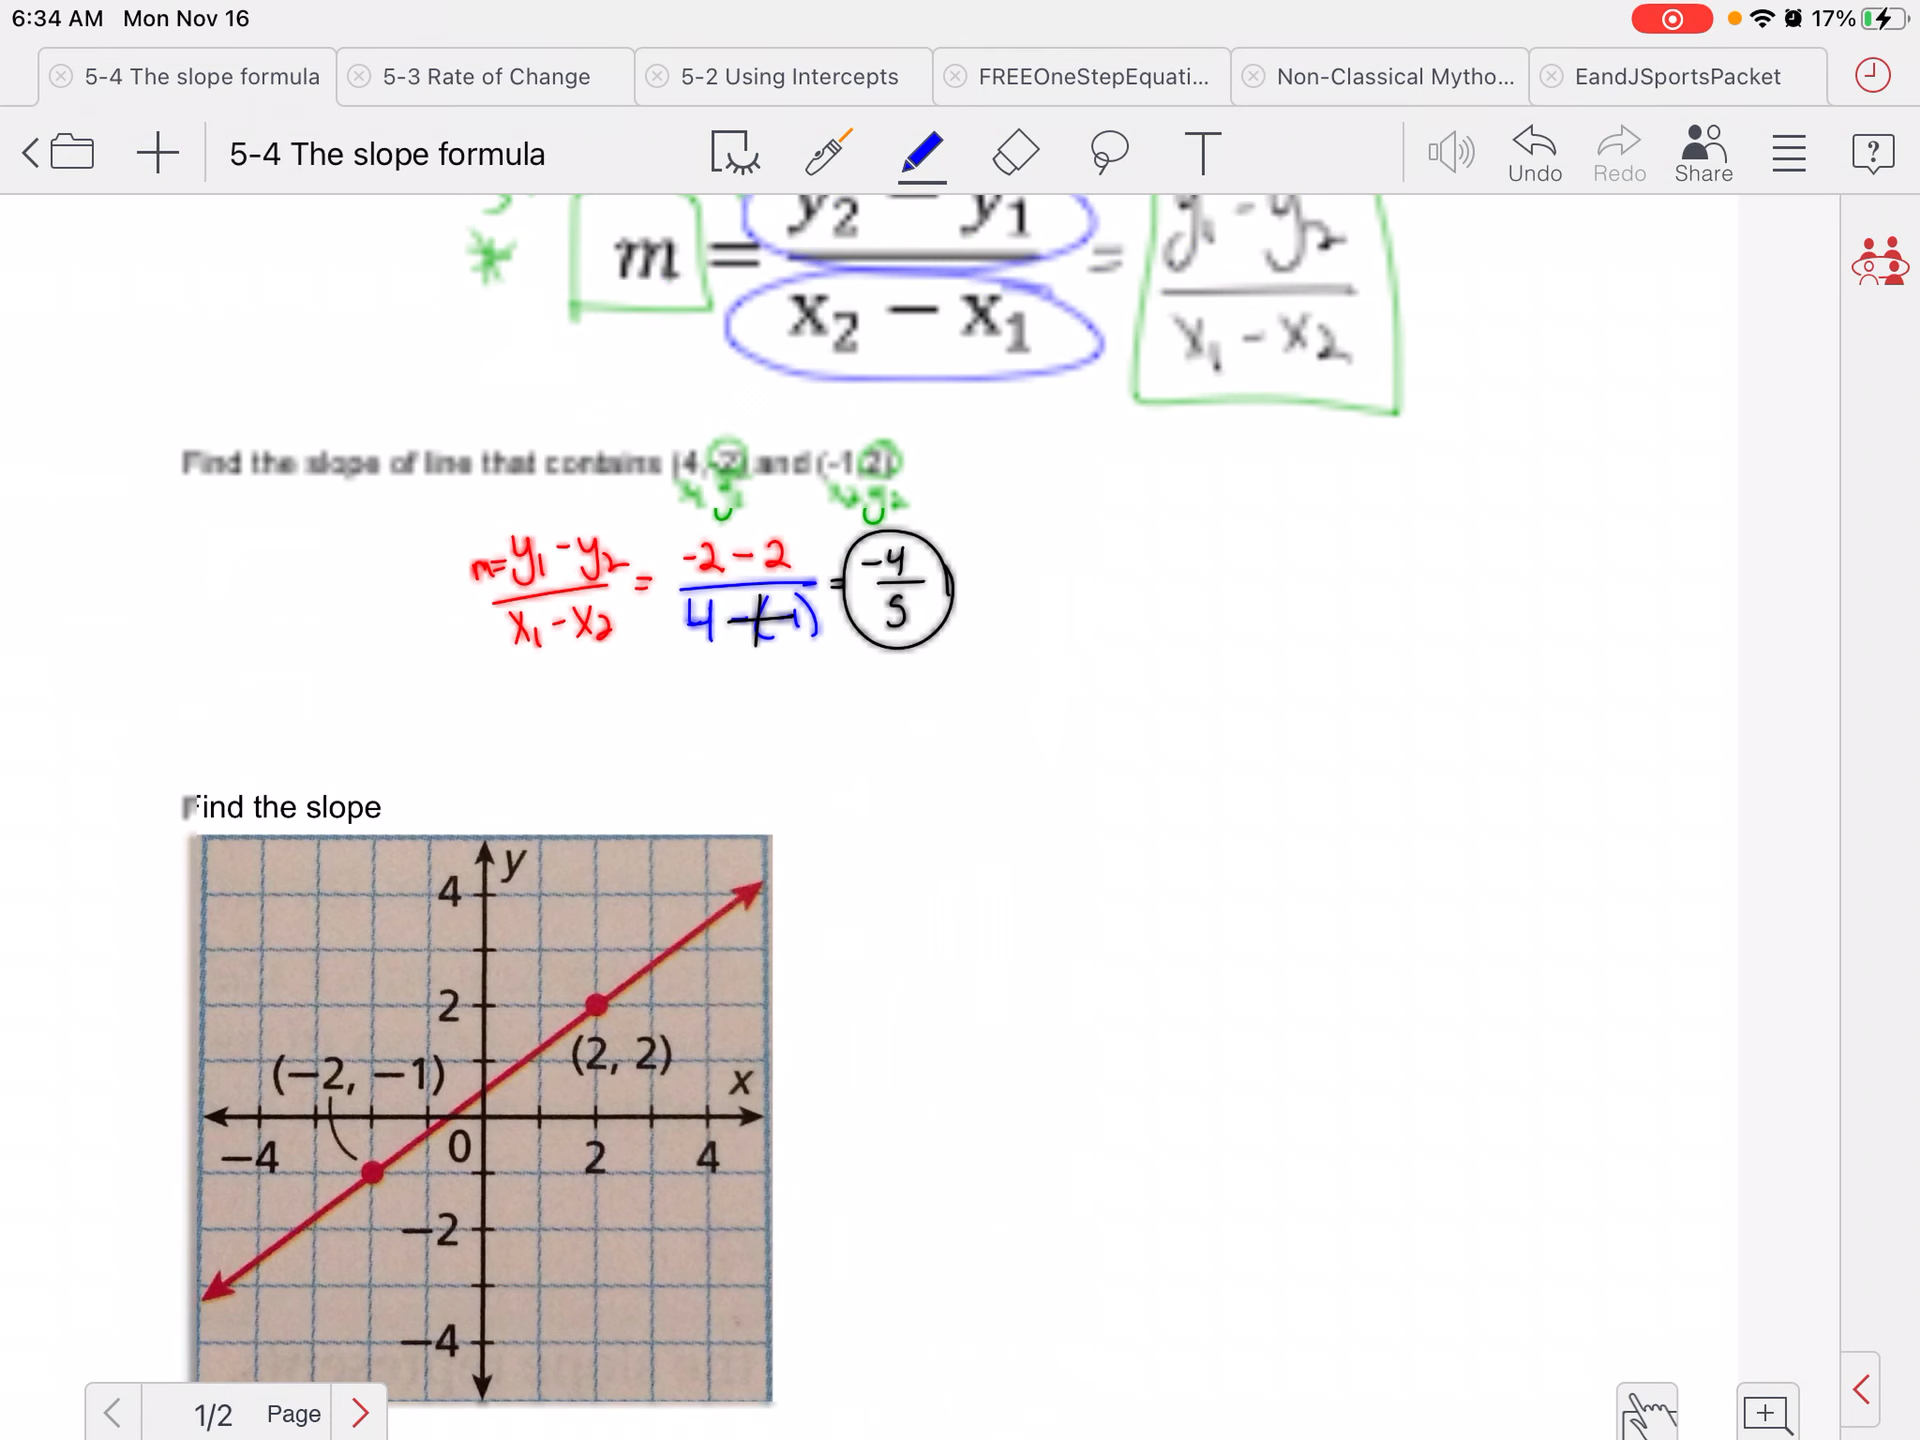 6:34 AM Mon Nov 16 17%
5-4 The slope formula 5-3 Rate of Change 5-2 Using Intercepts FREEOneStepEquati... Non-Classical Mytho... EandJSportsPacket
5-4 The slope formula T Undo Redo Share ?
* m = y₂ − y₁ = y₁ - y₂
x₂ − x₁ x₁ - x₂
Find the slope of line that contains (4,-2) and (-1,2)
x₁ y₁ x₂ y₂
m= y₁ - y₂ = -2 - 2 = -4
x₁ - x₂ 4 -(-1) 5
Find the slope
y
4
2
(2, 2)
(−2, −1) x
−4 0 2 4
−2
−4
1/2 Page